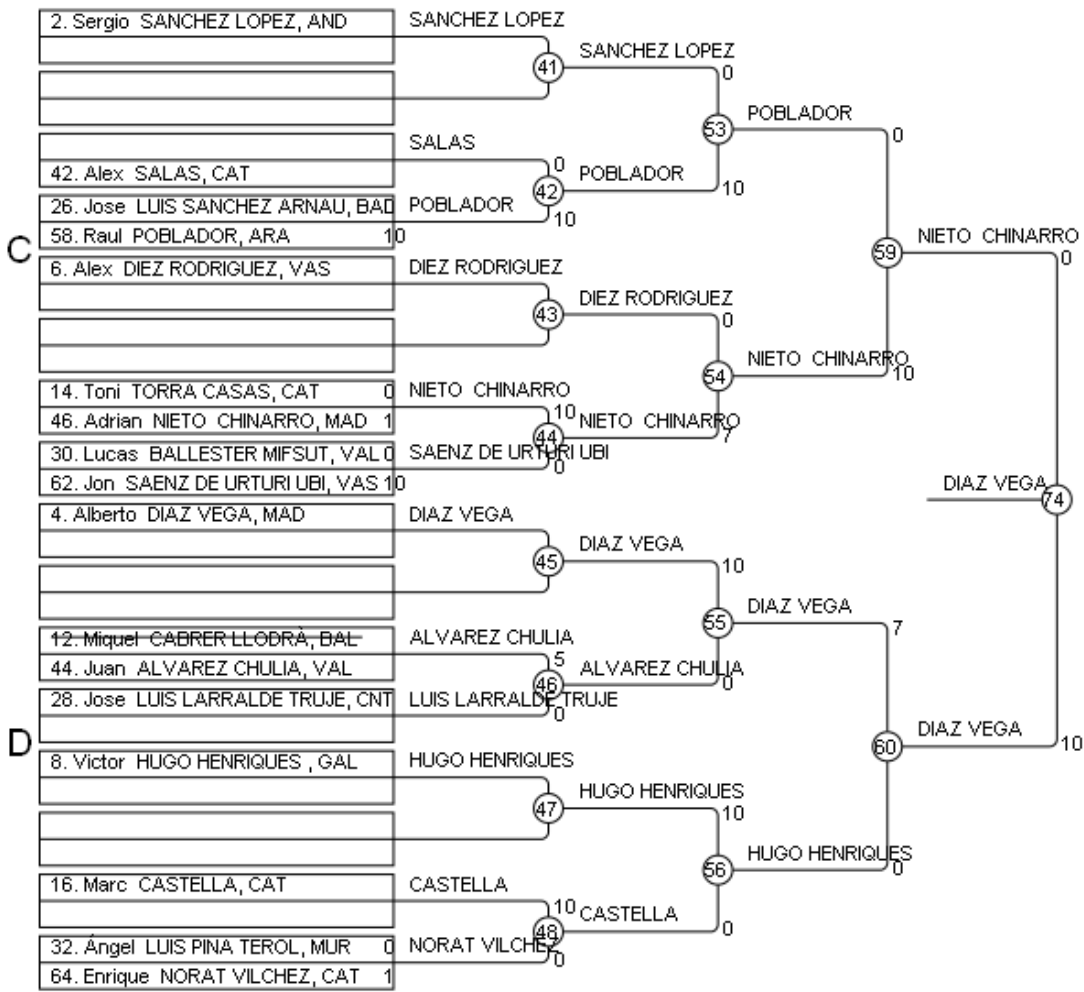 2. Sergio SANCHEZ LOPEZ, AND
SANCHEZ LOPEZ
41
SANCHEZ LOPEZ
0
53
POBLADOR
0
SALAS
0
42. Alex SALAS, CAT
42
POBLADOR
10
26. Jose LUIS SANCHEZ ARNAU, BAD
POBLADOR
10
58. Raul POBLADOR, ARA 10
C
59
NIETO CHINARRO
0
6. Alex DIEZ RODRIGUEZ, VAS
DIEZ RODRIGUEZ
43
DIEZ RODRIGUEZ
0
54
NIETO CHINARRO
10
14. Toni TORRA CASAS, CAT 0
NIETO CHINARRO
10
46. Adrian NIETO CHINARRO, MAD 1
44
NIETO CHINARRO
7
30. Lucas BALLESTER MIFSUT, VAL 0
SAENZ DE URTURI UBI
0
62. Jon SAENZ DE URTURI UBI, VAS 10
DIAZ VEGA
74
4. Alberto DIAZ VEGA, MAD
DIAZ VEGA
45
DIAZ VEGA
10
55
DIAZ VEGA
7
12. Miquel CABRER LLODRÀ, BAL
ALVAREZ CHULIA
5
44. Juan ALVAREZ CHULIA, VAL
46
ALVAREZ CHULIA
0
28. Jose LUIS LARRALDE TRUJE, CNT
LUIS LARRALDE TRUJE
0
D
60
DIAZ VEGA
10
8. Victor HUGO HENRIQUES , GAL
HUGO HENRIQUES
47
HUGO HENRIQUES
10
56
HUGO HENRIQUES
0
16. Marc CASTELLA, CAT
CASTELLA
10
48
CASTELLA
0
32. Ángel LUIS PINA TEROL, MUR 0
NORAT VILCHEZ
0
64. Enrique NORAT VILCHEZ, CAT 1